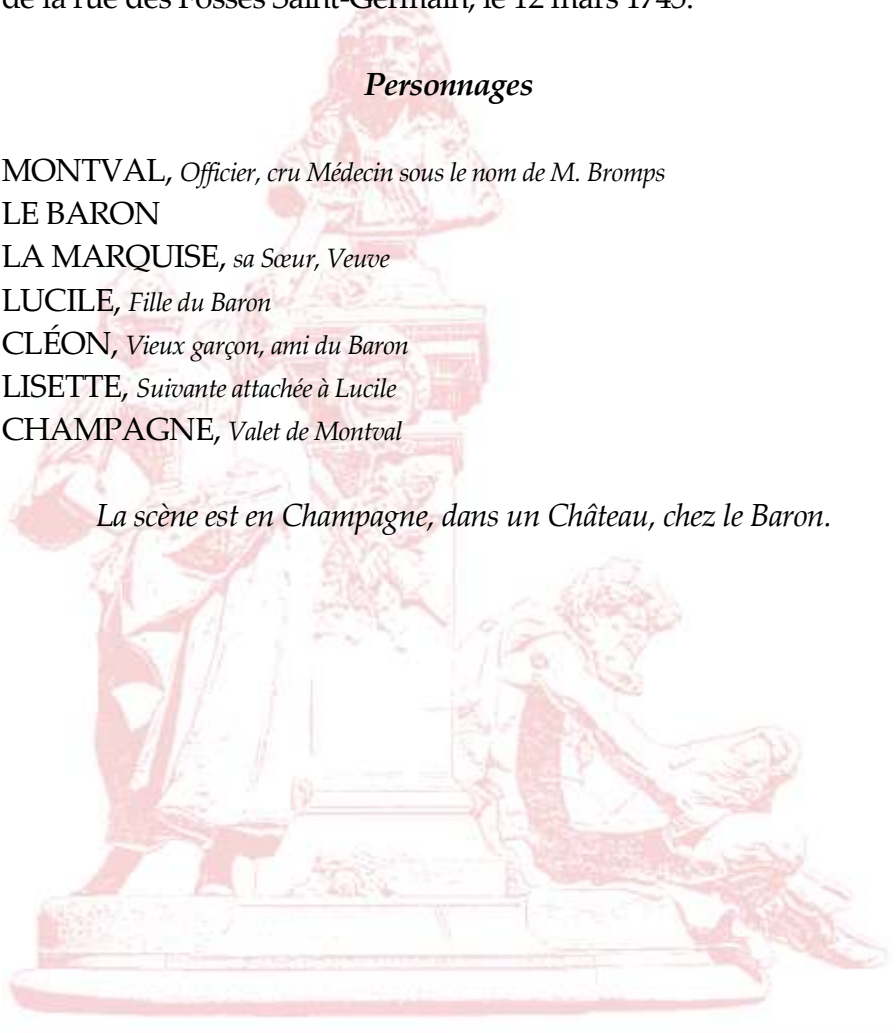 de la rue des Fossés Saint-Germain, le 12 mars 1745.
Personnages
MONTVAL, Officier, cru Médecin sous le nom de M. Bromps
LE BARON
LA MARQUISE, sa Sœur, Veuve
LUCILE, Fille du Baron
CLÉON, Vieux garçon, ami du Baron
LISETTE, Suivante attachée à Lucile
CHAMPAGNE, Valet de Montval
La scène est en Champagne, dans un Château, chez le Baron.